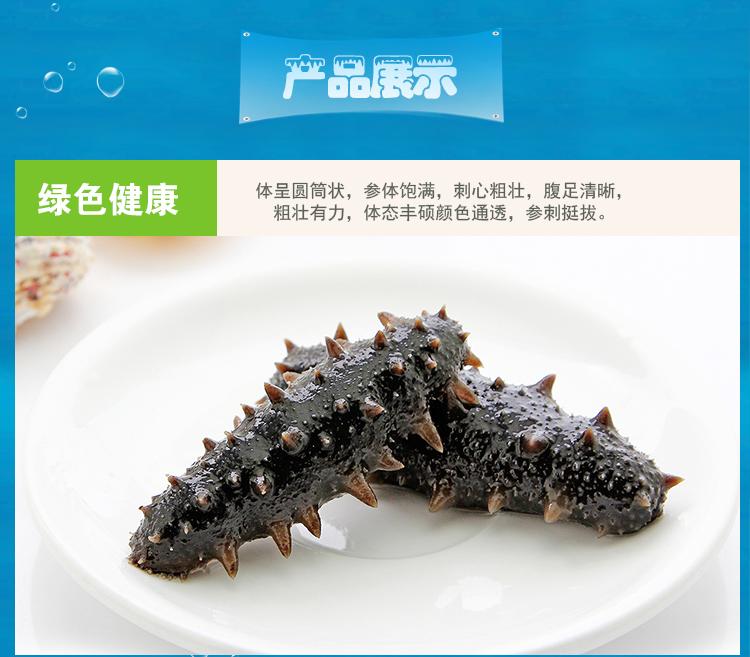 产品展示
绿色健康
体呈圆筒状，参体饱满，刺心粗壮，腹足清晰，
粗壮有力，体态丰硕颜色通透，参刺挺拔。